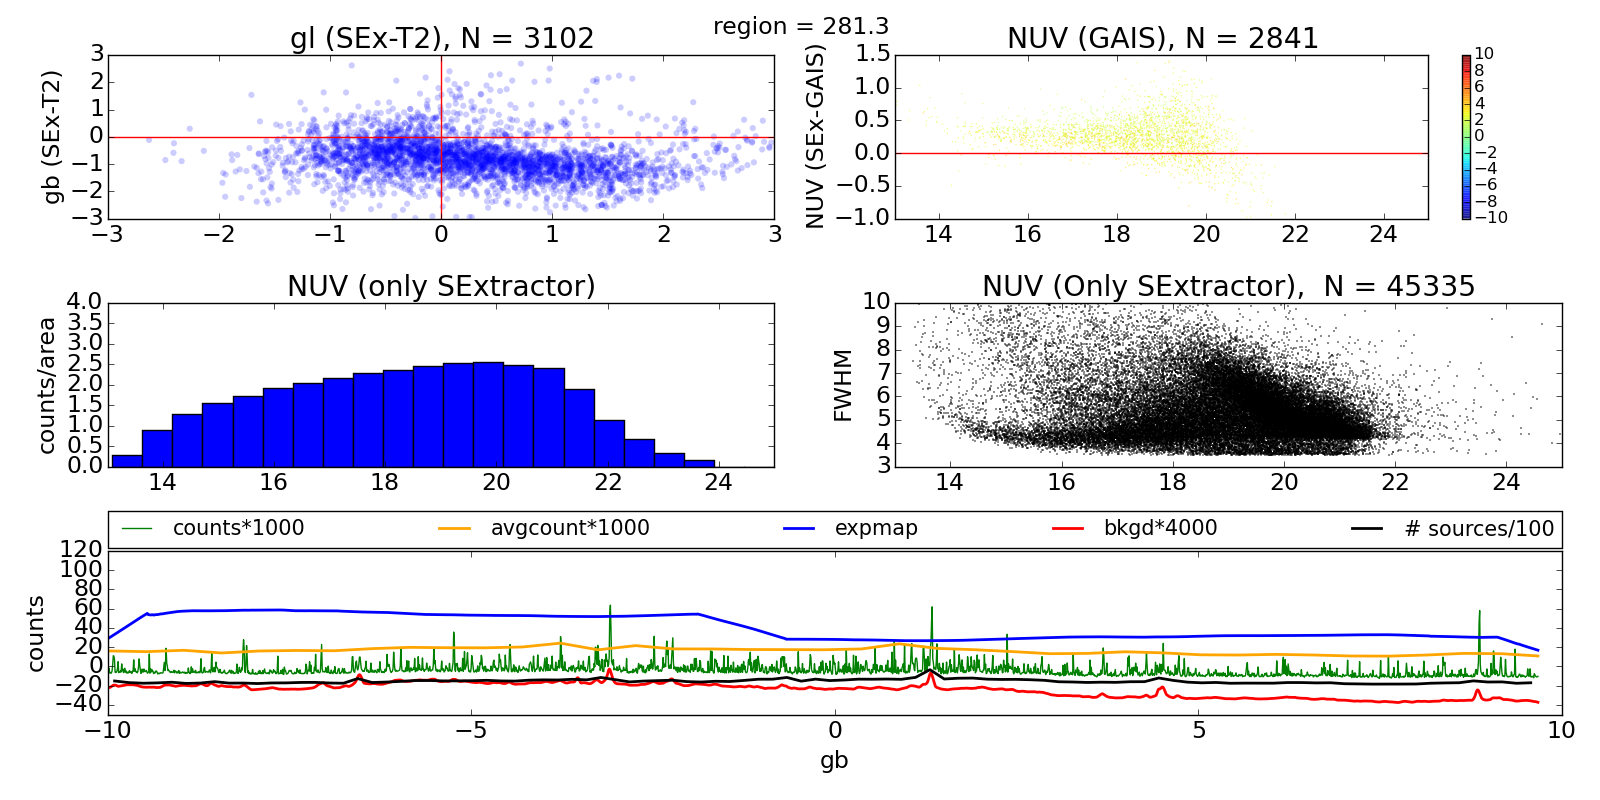 region = 281.3
gl (SEx-T2), N = 3102
gb (SEx-T2)
3
2
1
0
−1
−2
−3
−3 −2 −1 0 1 2 3
NUV (GAIS), N = 2841
NUV (SEx-GAIS)
1.5
1.0
0.5
0.0
−0.5
−1.0
14 16 18 20 22 24
10
8
6
4
2
0
−2
−4
−6
−8
−10
NUV (only SExtractor)
counts/area
4.0
3.5
3.0
2.5
2.0
1.5
1.0
0.5
0.0
14 16 18 20 22 24
NUV (Only SExtractor), N = 45335
FWHM
10
9
8
7
6
5
4
3
14 16 18 20 22 24
counts*1000 avgcount*1000 expmap bkgd*4000 # sources/100
counts
120
100
80
60
40
20
0
−20
−40
−10 −5 0 5 10
gb